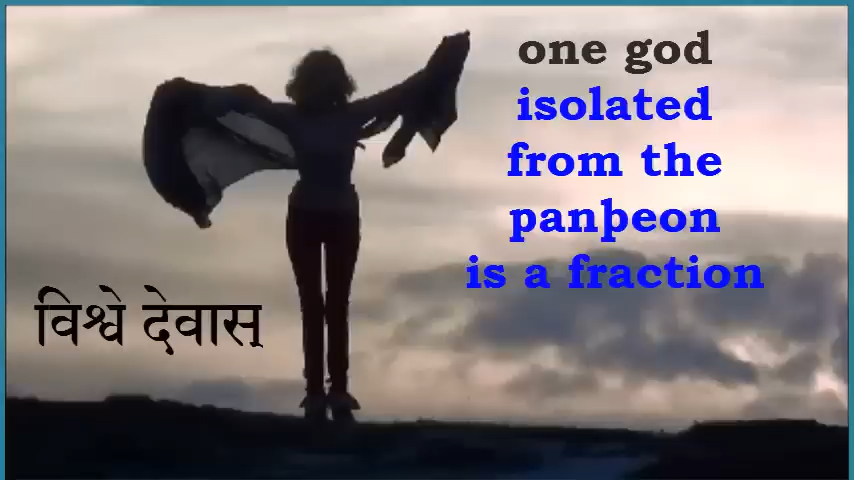 one god
isolated
from the
panþeon
is a fraction
विश्वे देवास्